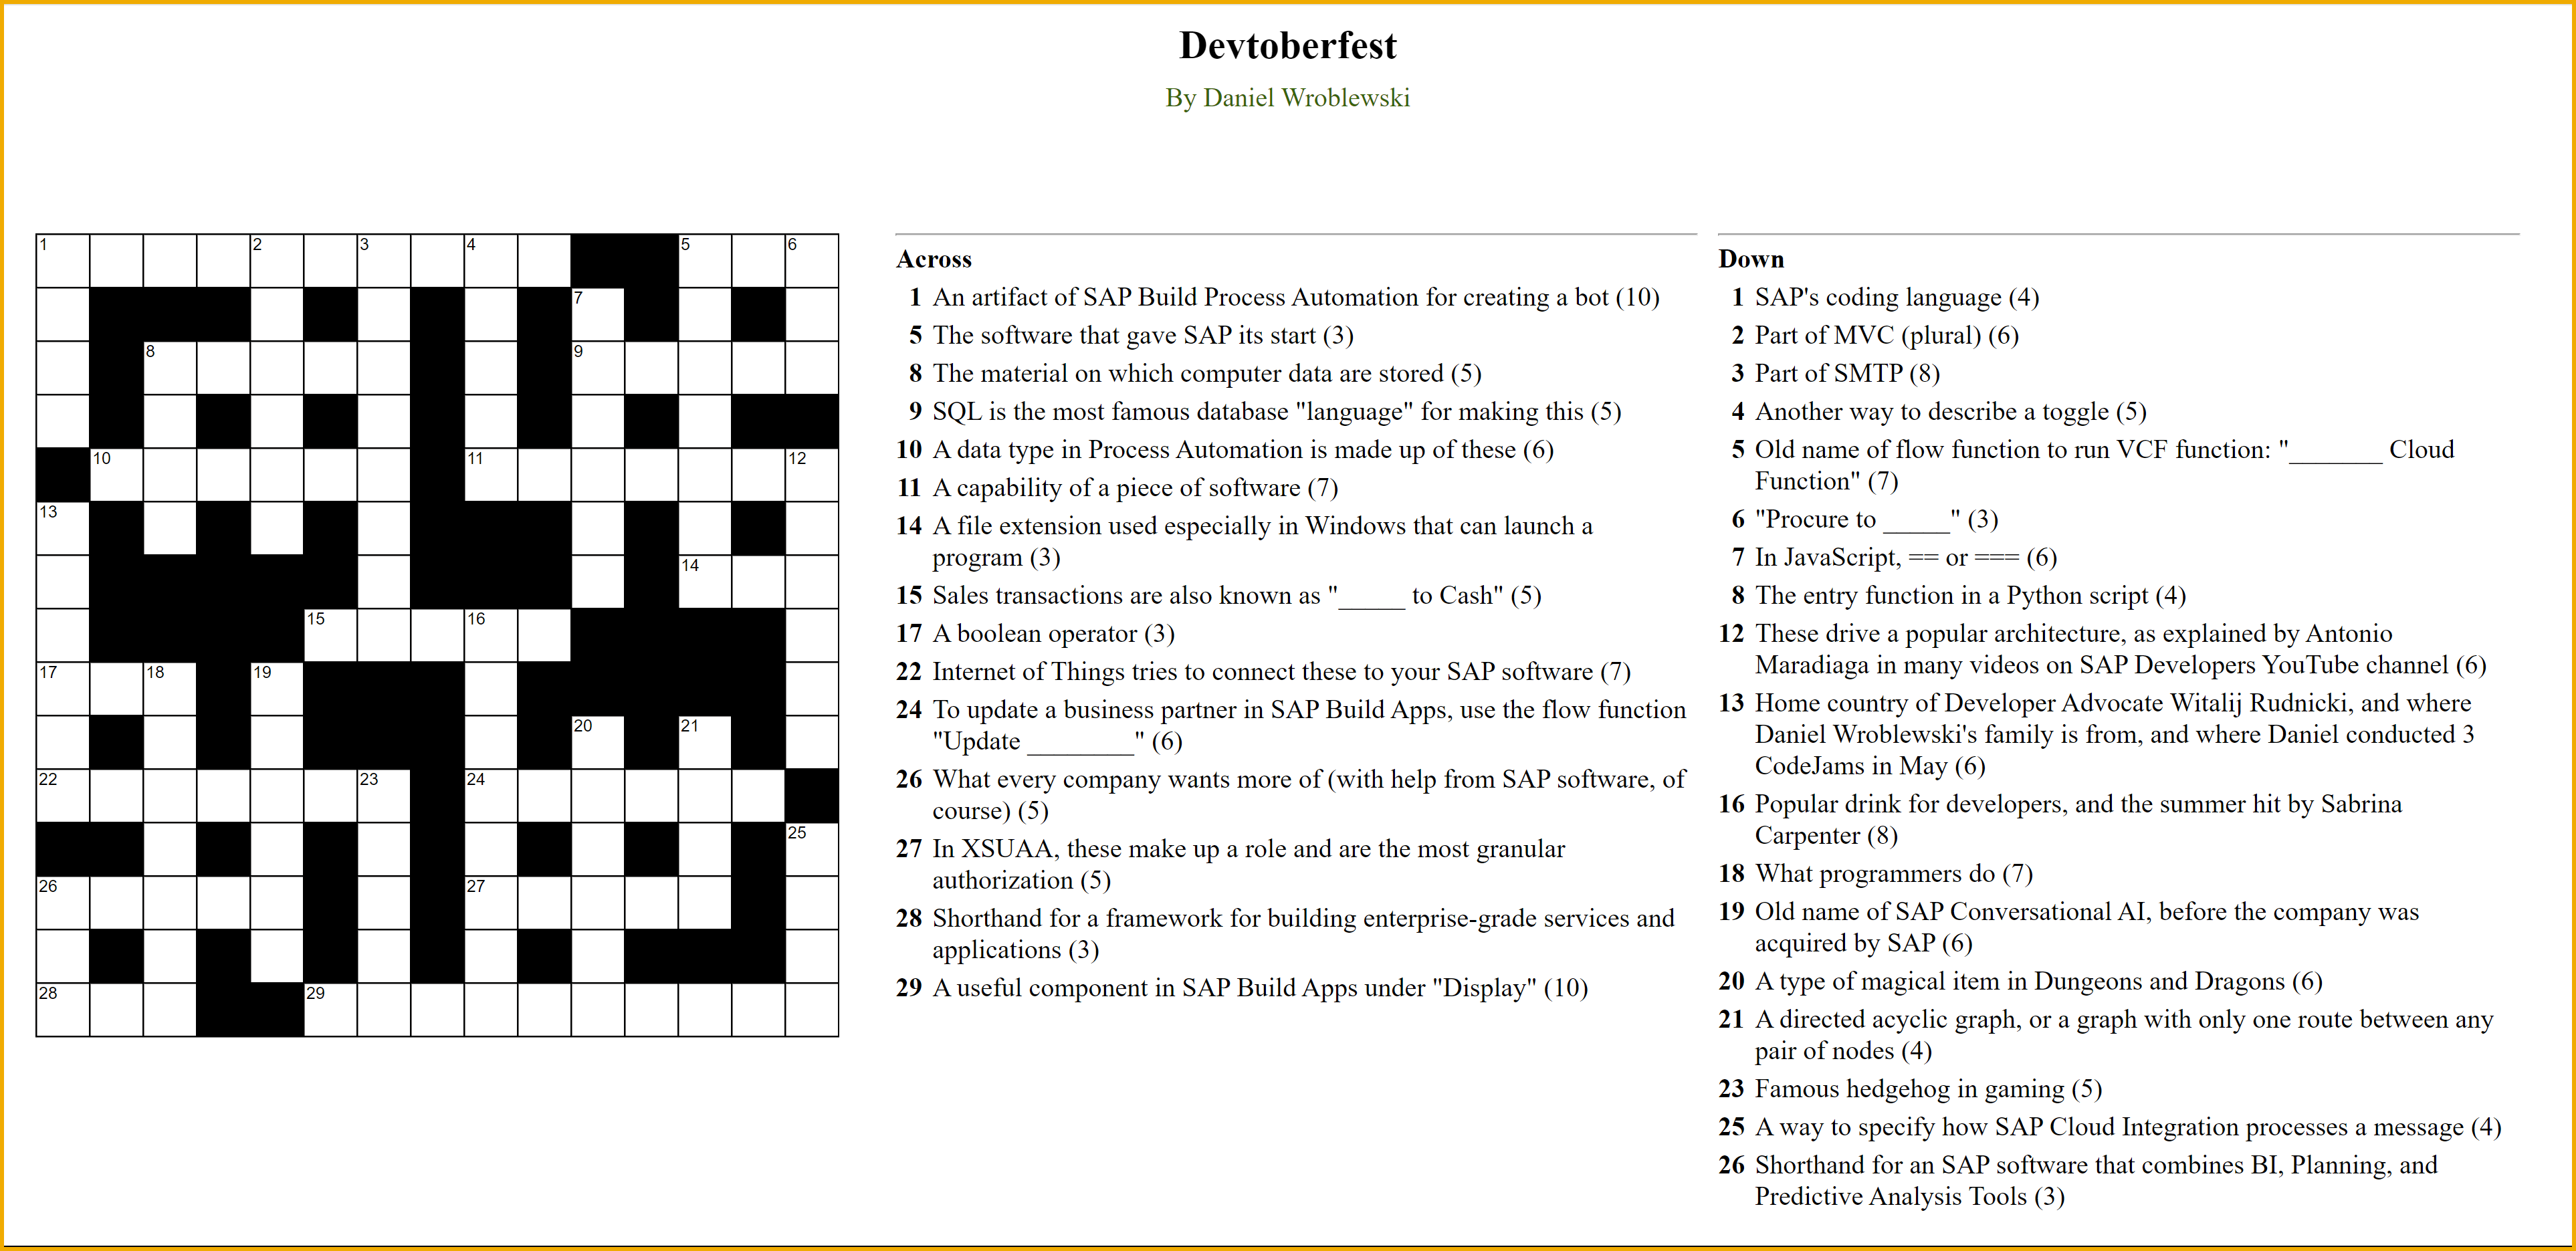 Devtoberfest
By Daniel Wroblewski
1 2 3 4 5 6
7
8 9
10 11 12
13
14
15 16
17 18 19
20 21
22 23 24
25
26 27
28 29
Across
1 An artifact of SAP Build Process Automation for creating a bot (10)
5 The software that gave SAP its start (3)
8 The material on which computer data are stored (5)
9 SQL is the most famous database "language" for making this (5)
10 A data type in Process Automation is made up of these (6)
11 A capability of a piece of software (7)
14 A file extension used especially in Windows that can launch a
program (3)
15 Sales transactions are also known as "_____ to Cash" (5)
17 A boolean operator (3)
22 Internet of Things tries to connect these to your SAP software (7)
24 To update a business partner in SAP Build Apps, use the flow function
"Update ________" (6)
26 What every company wants more of (with help from SAP software, of
course) (5)
27 In XSUAA, these make up a role and are the most granular
authorization (5)
28 Shorthand for a framework for building enterprise-grade services and
applications (3)
29 A useful component in SAP Build Apps under "Display" (10)
Down
1 SAP's coding language (4)
2 Part of MVC (plural) (6)
3 Part of SMTP (8)
4 Another way to describe a toggle (5)
5 Old name of flow function to run VCF function: "_______ Cloud
Function" (7)
6 "Procure to _____" (3)
7 In JavaScript, == or === (6)
8 The entry function in a Python script (4)
12 These drive a popular architecture, as explained by Antonio
Maradiaga in many videos on SAP Developers YouTube channel (6)
13 Home country of Developer Advocate Witalij Rudnicki, and where
Daniel Wroblewski's family is from, and where Daniel conducted 3
CodeJams in May (6)
16 Popular drink for developers, and the summer hit by Sabrina
Carpenter (8)
18 What programmers do (7)
19 Old name of SAP Conversational AI, before the company was
acquired by SAP (6)
20 A type of magical item in Dungeons and Dragons (6)
21 A directed acyclic graph, or a graph with only one route between any
pair of nodes (4)
23 Famous hedgehog in gaming (5)
25 A way to specify how SAP Cloud Integration processes a message (4)
26 Shorthand for an SAP software that combines BI, Planning, and
Predictive Analysis Tools (3)